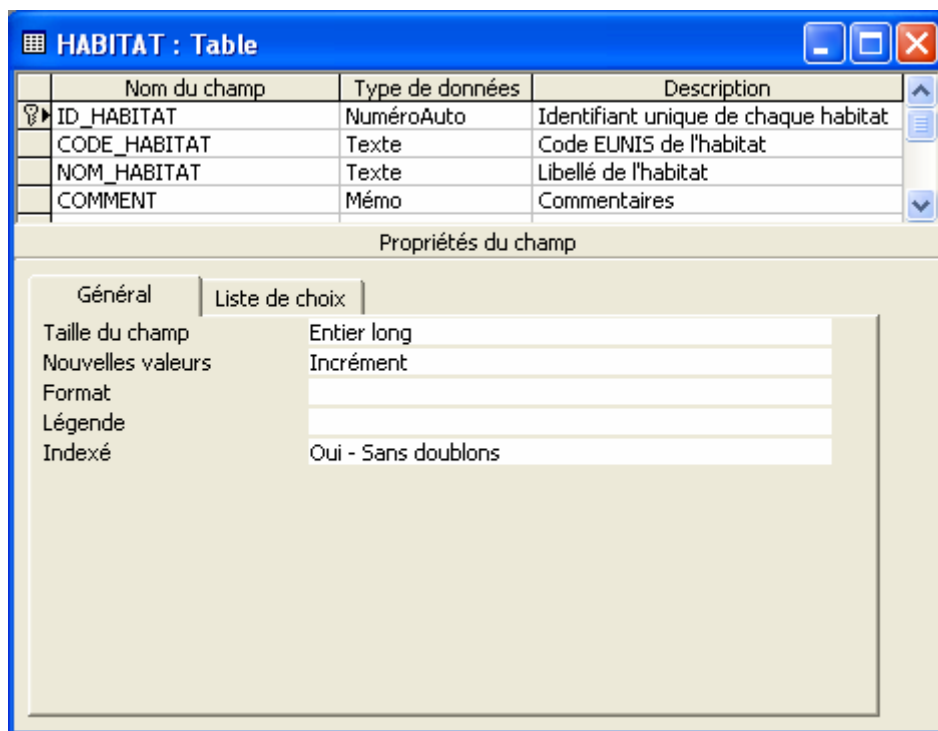 HABITAT : Table
Nom du champ Type de données Description
ID_HABITAT NuméroAuto Identifiant unique de chaque habitat
CODE_HABITAT Texte Code EUNIS de l'habitat
NOM_HABITAT Texte Libellé de l'habitat
COMMENT Mémo Commentaires
Propriétés du champ
Général Liste de choix
Taille du champ Entier long
Nouvelles valeurs Incrément
Format
Légende
Indexé Oui - Sans doublons